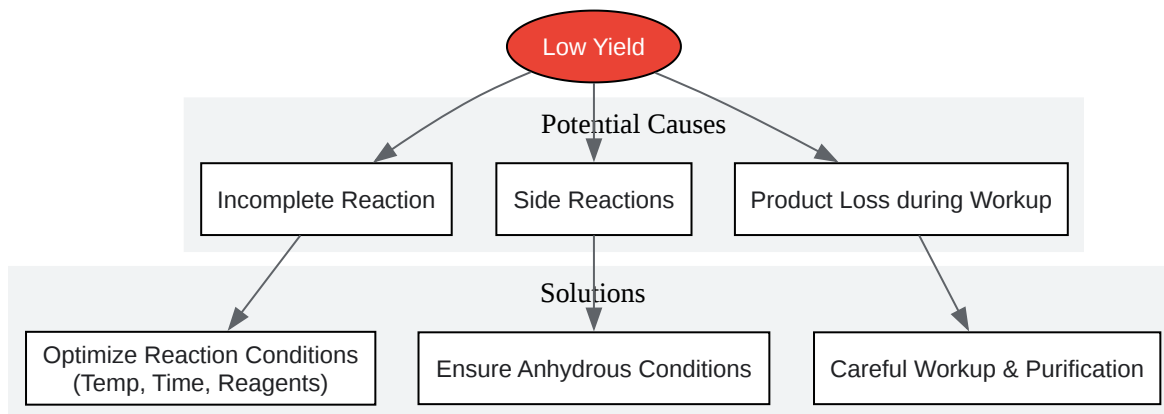 Low Yield
Potential Causes
Incomplete Reaction
Side Reactions
Product Loss during Workup
Solutions
Optimize Reaction Conditions
(Temp, Time, Reagents)
Ensure Anhydrous Conditions
Careful Workup & Purification